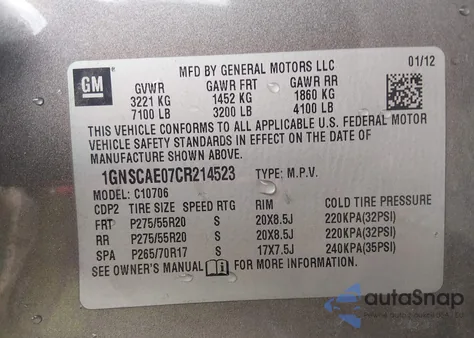 MFD BY GENERAL MOTORS LLC 01/12
GM
GVWR GAWR FRT GAWR RR
3221 KG 1452 KG 1860 KG
7100 LB 3200 LB 4100 LB
THIS VEHICLE CONFORMS TO ALL APPLICABLE U.S. FEDERAL MOTOR
VEHICLE SAFETY STANDARDS IN EFFECT ON THE DATE OF
MANUFACTURE SHOWN ABOVE.
1GNSCAE07CR214523 TYPE: M.P.V.
MODEL: C10706
CDP2 TIRE SIZE SPEED RTG RIM COLD TIRE PRESSURE
FRT P275/55R20 S 20X8.5J 220KPA(32PSI)
RR P275/55R20 S 20X8.5J 220KPA(32PSI)
SPA P265/70R17 S 17X7.5J 240KPA(35PSI)
SEE OWNER'S MANUAL FOR MORE INFORMATION.
autoSnap